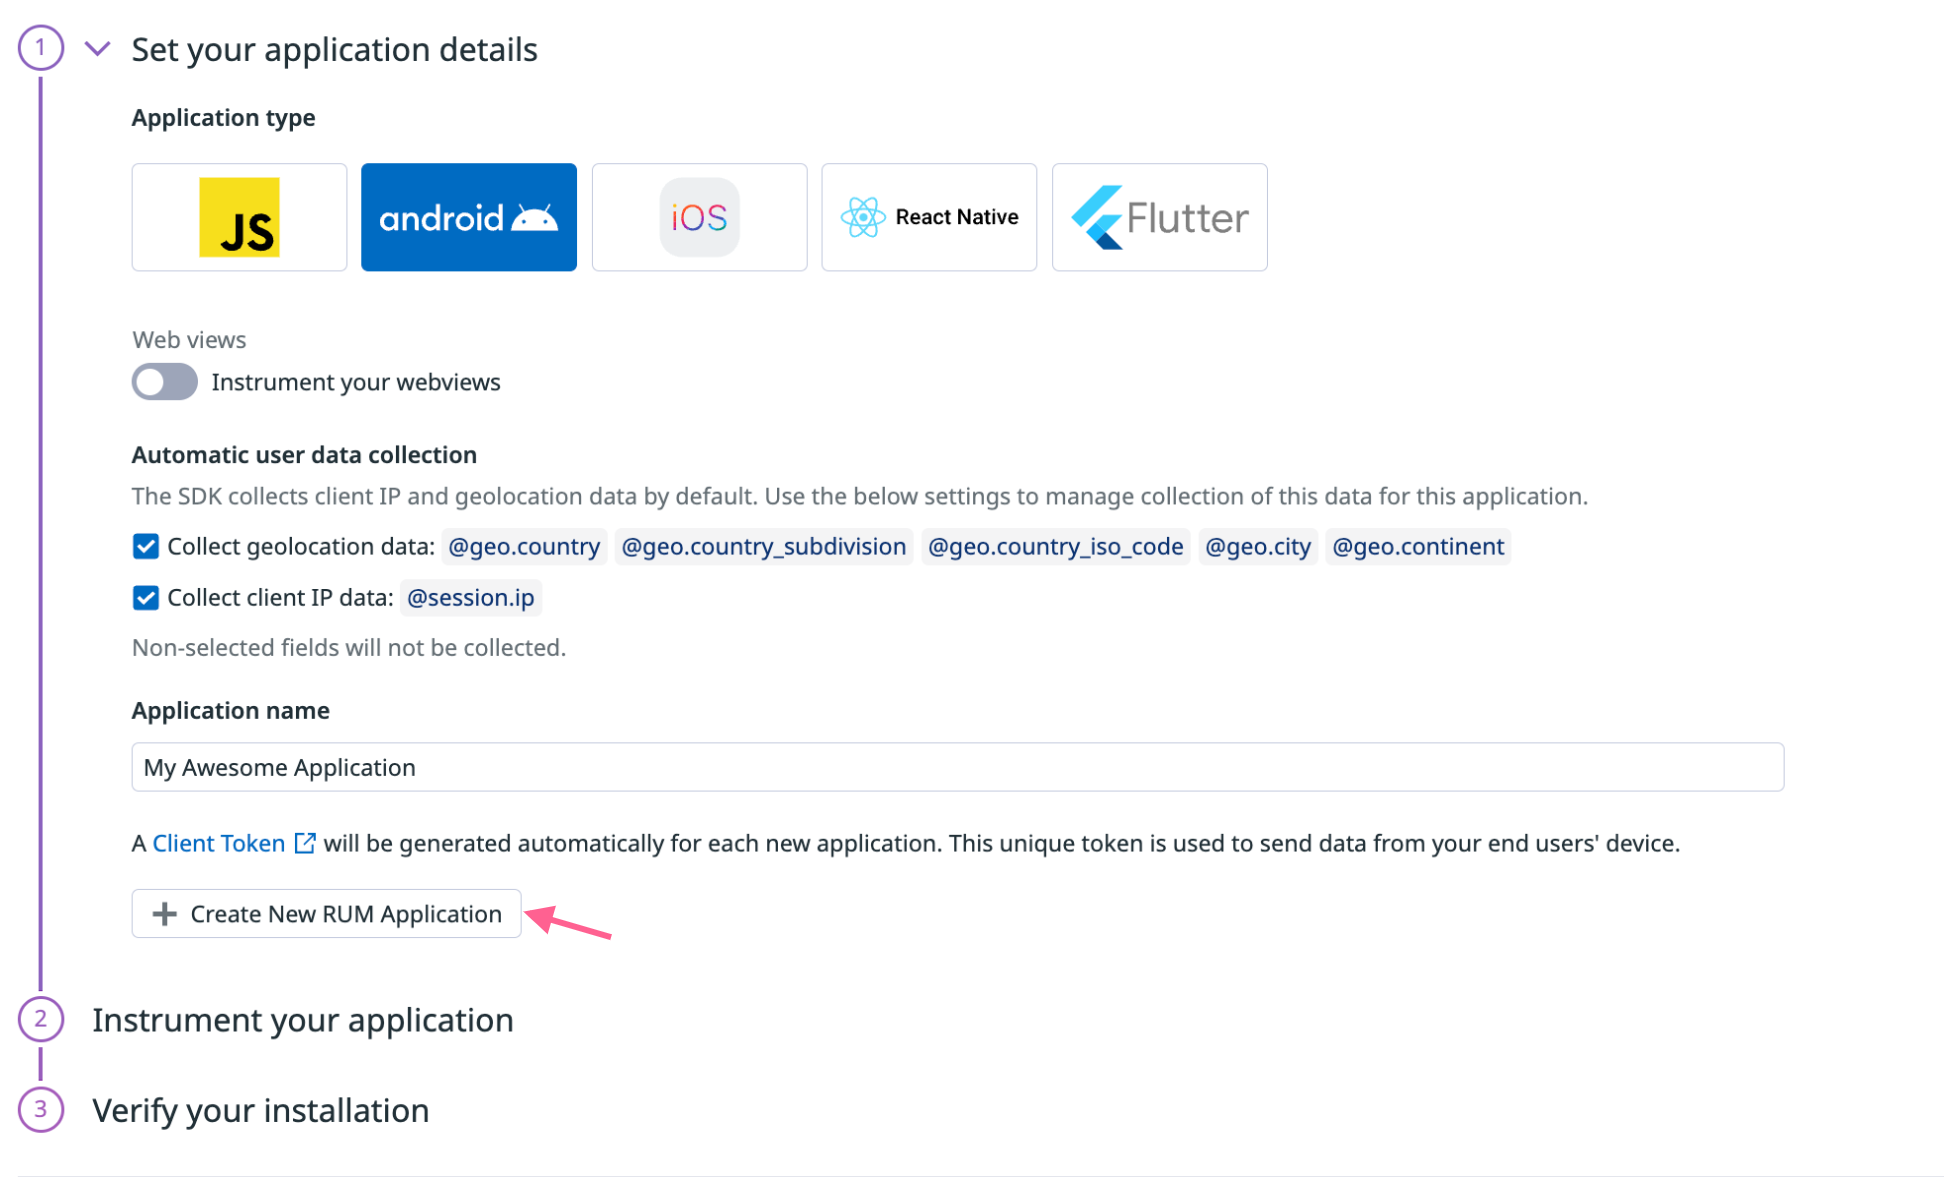 1 Set your application details
Application type
JS android iOS React Native Flutter
Web views
Instrument your webviews
Automatic user data collection
The SDK collects client IP and geolocation data by default. Use the below settings to manage collection of this data for this application.
Collect geolocation data: @geo.country @geo.country_subdivision @geo.country_iso_code @geo.city @geo.continent
Collect client IP data: @session.ip
Non-selected fields will not be collected.
Application name
My Awesome Application
A Client Token will be generated automatically for each new application. This unique token is used to send data from your end users' device.
Create New RUM Application
2 Instrument your application
3 Verify your installation